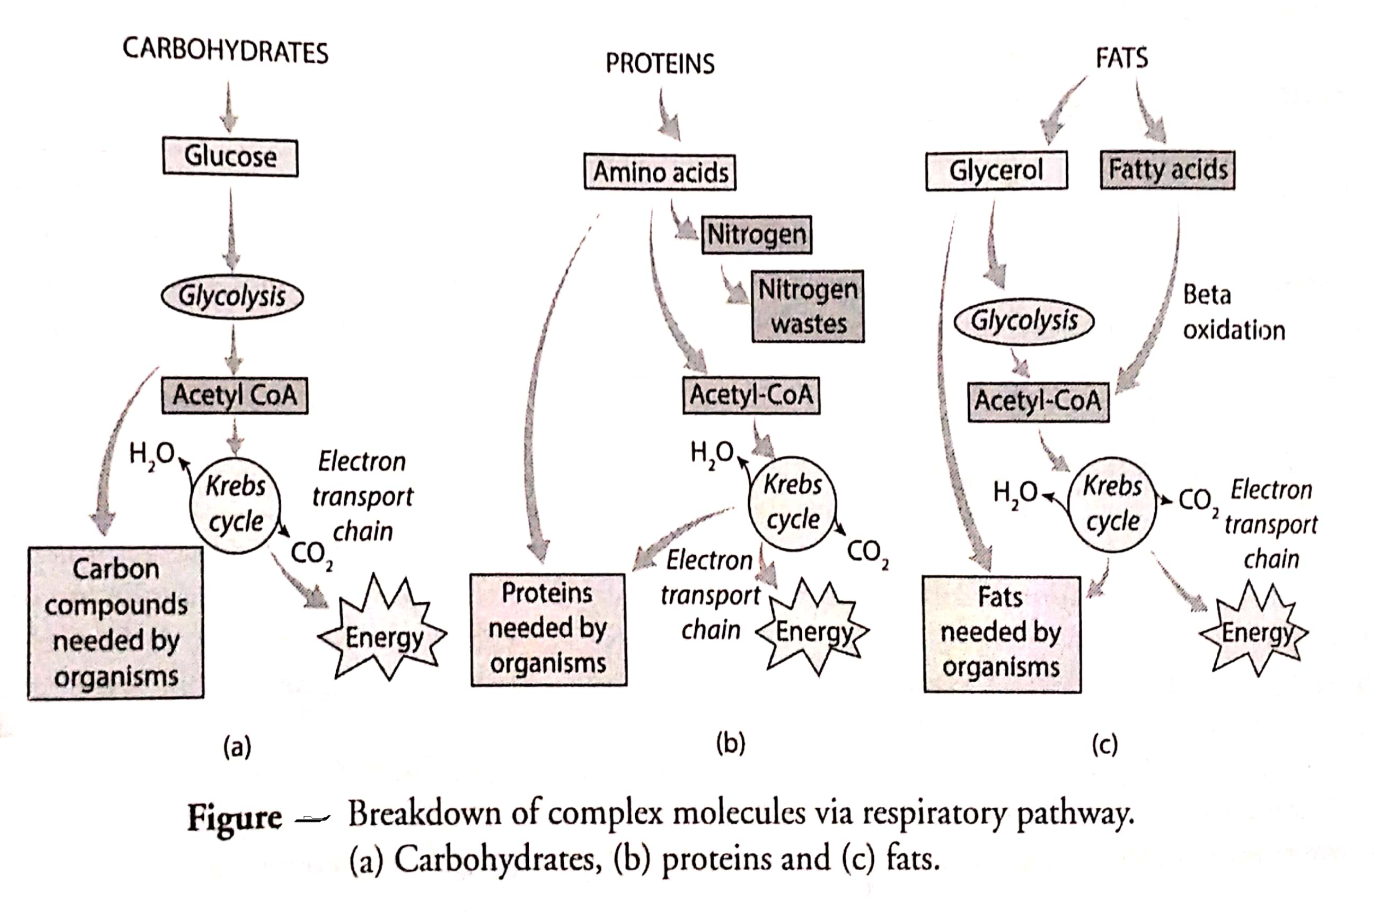 CARBOHYDRATES
Glucose
Glycolysis
Acetyl CoA
H₂O
Krebs
cycle
CO₂
Electron
transport
chain
Carbon
compounds
needed by
organisms
Energy
(a)
PROTEINS
Amino acids
Nitrogen
Nitrogen
wastes
Acetyl-CoA
H₂O
Krebs
cycle
CO₂
Electron
transport
chain
Proteins
needed by
organisms
Energy
(b)
FATS
Glycerol
Fatty acids
Glycolysis
Beta
oxidation
Acetyl-CoA
H₂O
Krebs
cycle
CO₂
Electron
transport
chain
Fats
needed by
organisms
Energy
(c)
Figure — Breakdown of complex molecules via respiratory pathway.
(a) Carbohydrates, (b) proteins and (c) fats.